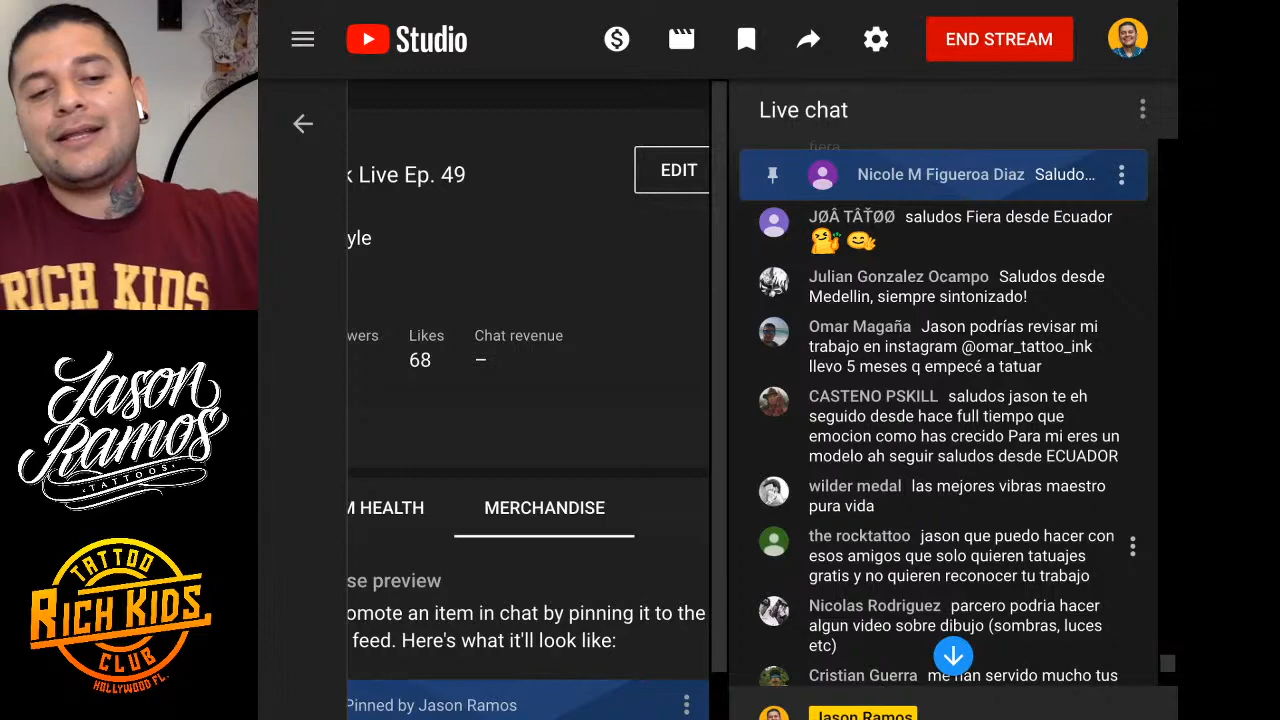 Studio
END STREAM
k Live Ep. 49
EDIT
yle
wers
Likes
Chat revenue
68
–
M HEALTH
MERCHANDISE
se preview
omote an item in chat by pinning it to the
feed. Here's what it'll look like:
Pinned by Jason Ramos
Live chat
fiera
Nicole M Figueroa Diaz Saludo...
JØÂ TÂŤØØ saludos Fiera desde Ecuador
Julian Gonzalez Ocampo Saludos desde
Medellin, siempre sintonizado!
Omar Magaña Jason podrías revisar mi
trabajo en instagram @omar_tattoo_ink
llevo 5 meses q empecé a tatuar
CASTENO PSKILL saludos jason te eh
seguido desde hace full tiempo que
emocion como has crecido Para mi eres un
modelo ah seguir saludos desde ECUADOR
wilder medal las mejores vibras maestro
pura vida
the rocktattoo jason que puedo hacer con
esos amigos que solo quieren tatuajes
gratis y no quieren reconocer tu trabajo
Nicolas Rodriguez parcero podria hacer
algun video sobre dibujo (sombras, luces
etc)
Cristian Guerra me han servido mucho tus
Jason Ramos
RICH KIDS
Jason
Ramos
TATTOOS
TATTOO
RICH KIDS
CLUB
HOLLYWOOD FL.